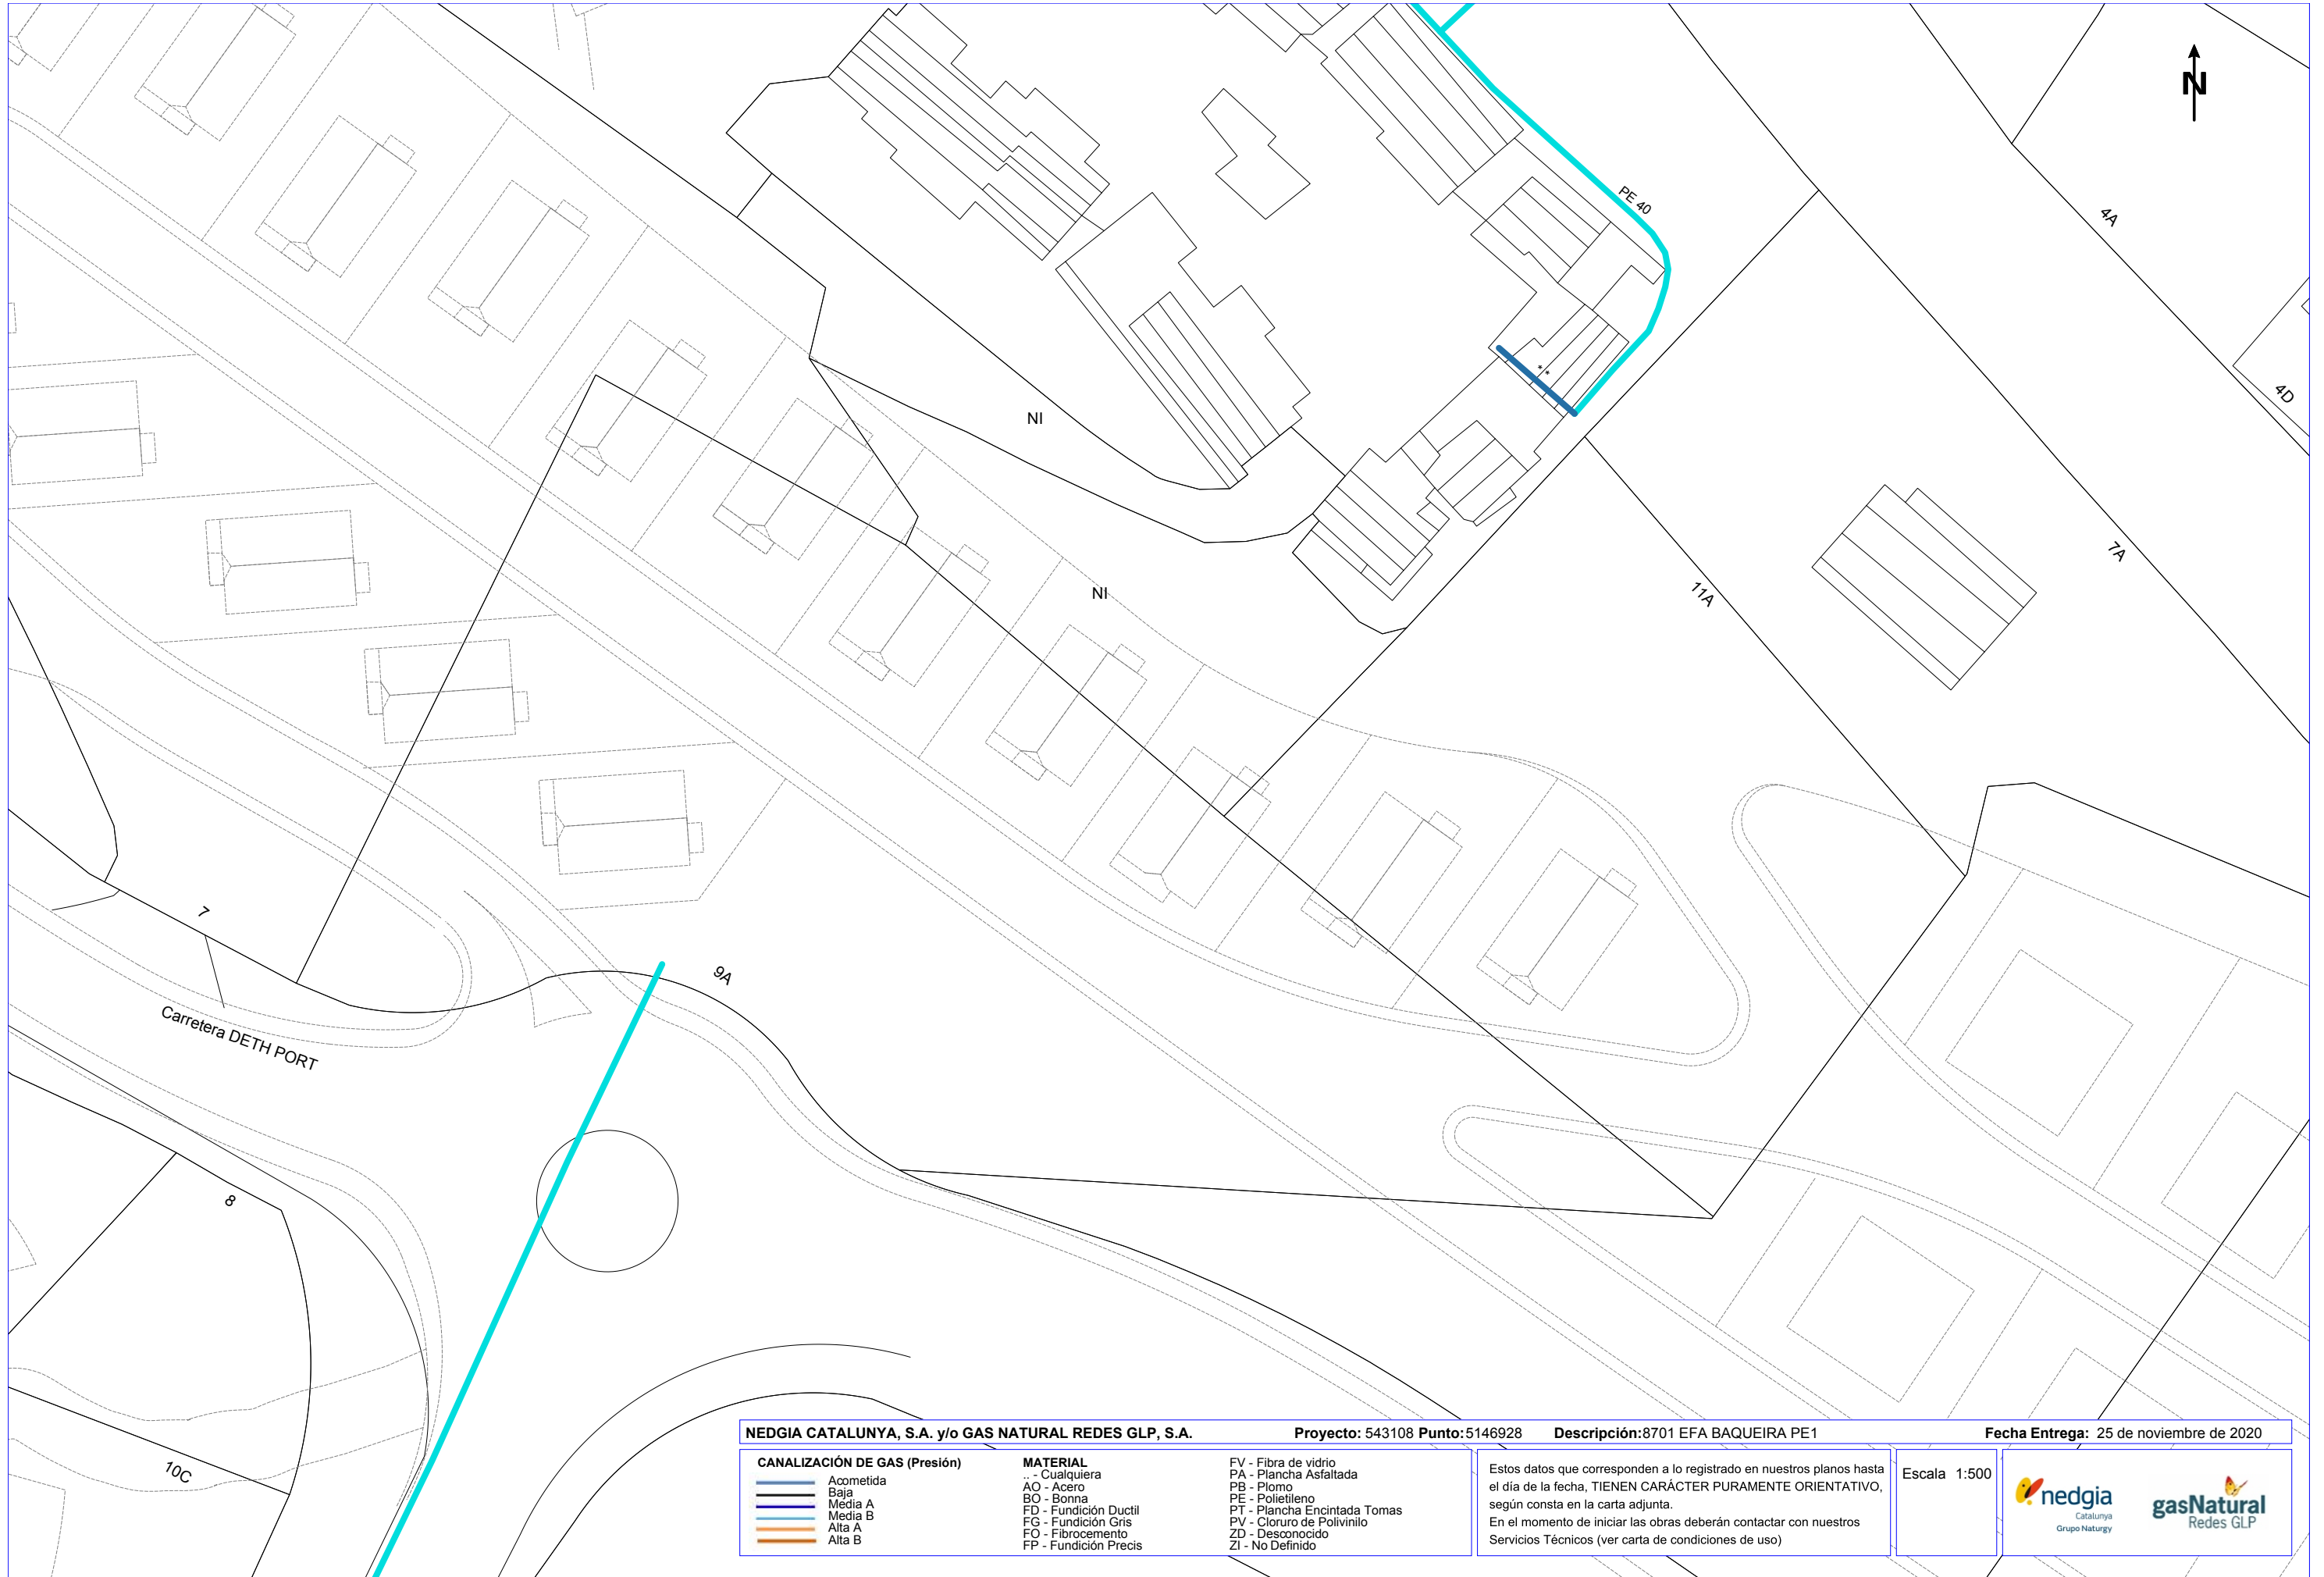 N
PE 40
4A
4D
* *
NI
7A
11A
NI
7
9A
Carretera DETH PORT
8
10C
NEDGIA CATALUNYA, S.A. y/o GAS NATURAL REDES GLP, S.A. Proyecto: 543108 Punto:5146928 Descripción:8701 EFA BAQUEIRA PE1 Fecha Entrega: 25 de noviembre de 2020
CANALIZACIÓN DE GAS (Presión)
Acometida
Baja
Media A
Media B
Alta A
Alta B
MATERIAL
.. - Cualquiera
AO - Acero
BO - Bonna
FD - Fundición Ductil
FG - Fundición Gris
FO - Fibrocemento
FP - Fundición Precis
FV - Fibra de vidrio
PA - Plancha Asfaltada
PB - Plomo
PE - Polietileno
PT - Plancha Encintada Tomas
PV - Cloruro de Polivinilo
ZD - Desconocido
ZI - No Definido
Estos datos que corresponden a lo registrado en nuestros planos hasta
el día de la fecha, TIENEN CARÁCTER PURAMENTE ORIENTATIVO,
según consta en la carta adjunta.
En el momento de iniciar las obras deberán contactar con nuestros
Servicios Técnicos (ver carta de condiciones de uso)
Escala 1:500
nedgia
Catalunya
Grupo Naturgy
gasNatural
Redes GLP